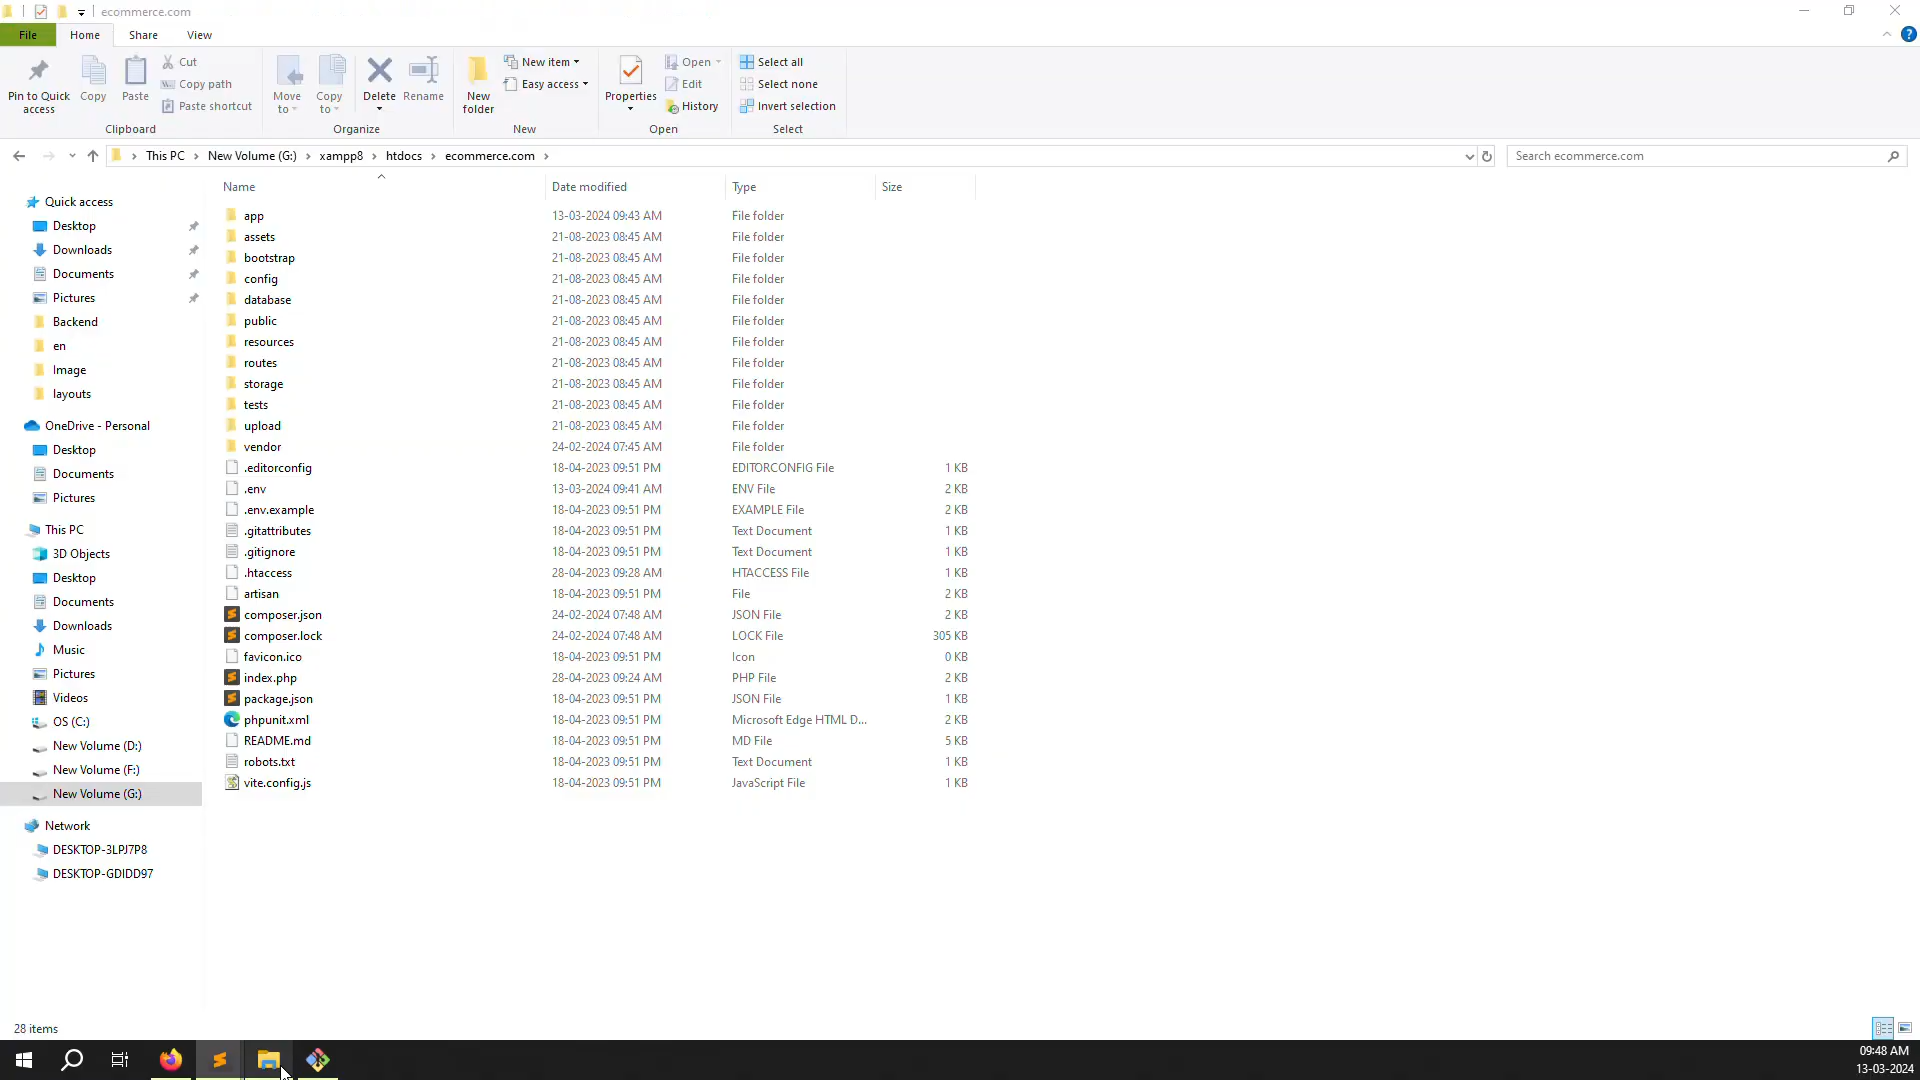 ecommerce.com
File Home Share View
Pin to Quick access
Copy
Paste
Cut
Copy path
Paste shortcut
Clipboard
Move to
Copy to
Delete
Rename
Organize
New folder
New item
Easy access
New
Properties
Open
Edit
History
Open
Select all
Select none
Invert selection
Select
This PC New Volume (G:) xampp8 htdocs ecommerce.com
Search ecommerce.com
Quick access
Desktop
Downloads
Documents
Pictures
Backend
en
Image
layouts
OneDrive - Personal
Desktop
Documents
Pictures
This PC
3D Objects
Desktop
Documents
Downloads
Music
Pictures
Videos
OS (C:)
New Volume (D:)
New Volume (F:)
New Volume (G:)
Network
DESKTOP-3LPJ7P8
DESKTOP-GDIDD97
Name Date modified Type Size
app 13-03-2024 09:43 AM File folder
assets 21-08-2023 08:45 AM File folder
bootstrap 21-08-2023 08:45 AM File folder
config 21-08-2023 08:45 AM File folder
database 21-08-2023 08:45 AM File folder
public 21-08-2023 08:45 AM File folder
resources 21-08-2023 08:45 AM File folder
routes 21-08-2023 08:45 AM File folder
storage 21-08-2023 08:45 AM File folder
tests 21-08-2023 08:45 AM File folder
upload 21-08-2023 08:45 AM File folder
vendor 24-02-2024 07:45 AM File folder
.editorconfig 18-04-2023 09:51 PM EDITORCONFIG File 1 KB
.env 13-03-2024 09:41 AM ENV File 2 KB
.env.example 18-04-2023 09:51 PM EXAMPLE File 2 KB
.gitattributes 18-04-2023 09:51 PM Text Document 1 KB
.gitignore 18-04-2023 09:51 PM Text Document 1 KB
.htaccess 28-04-2023 09:28 AM HTACCESS File 1 KB
artisan 18-04-2023 09:51 PM File 2 KB
composer.json 24-02-2024 07:48 AM JSON File 2 KB
composer.lock 24-02-2024 07:48 AM LOCK File 305 KB
favicon.ico 18-04-2023 09:51 PM Icon 0 KB
index.php 28-04-2023 09:24 AM PHP File 2 KB
package.json 18-04-2023 09:51 PM JSON File 1 KB
phpunit.xml 18-04-2023 09:51 PM Microsoft Edge HTML D... 2 KB
README.md 18-04-2023 09:51 PM MD File 5 KB
robots.txt 18-04-2023 09:51 PM Text Document 1 KB
vite.config.js 18-04-2023 09:51 PM JavaScript File 1 KB
28 items
09:48 AM
13-03-2024